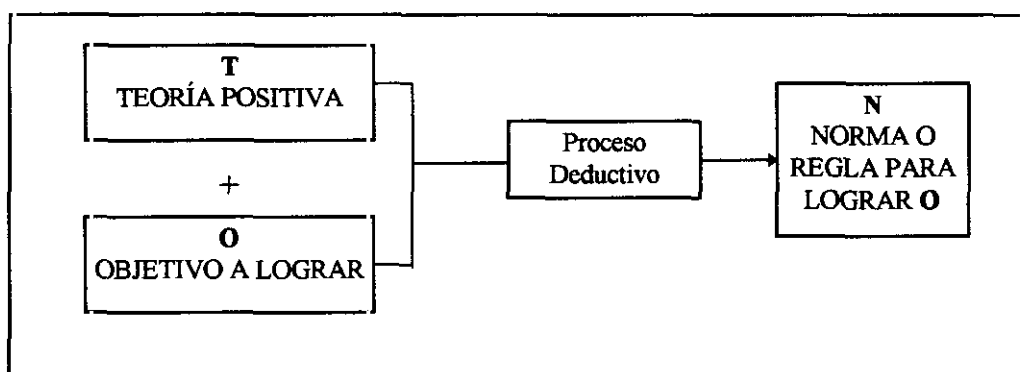 T
TEORÍA POSITIVA
+
O
OBJETIVO A LOGRAR
Proceso
Deductivo
N
NORMA O
REGLA PARA
LOGRAR O